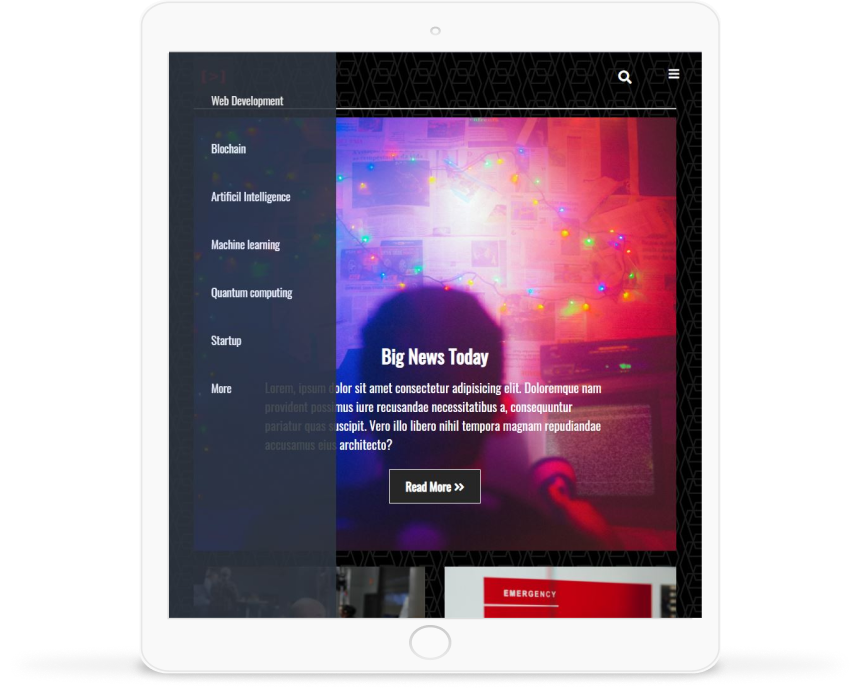 [>]
Web Development
Blochain
Artificil Intelligence
Machine learning
Quantum computing
Startup
More
Big News Today
Lorem, ipsum dolor sit amet consectetur adipisicing elit. Doloremque nam
provident possimus iure recusandae necessitatibus a, consequuntur
pariatur quas suscipit. Vero illo libero nihil tempora magnam repudiandae
accusamus eius architecto?
Read More >>
EMERGENCY